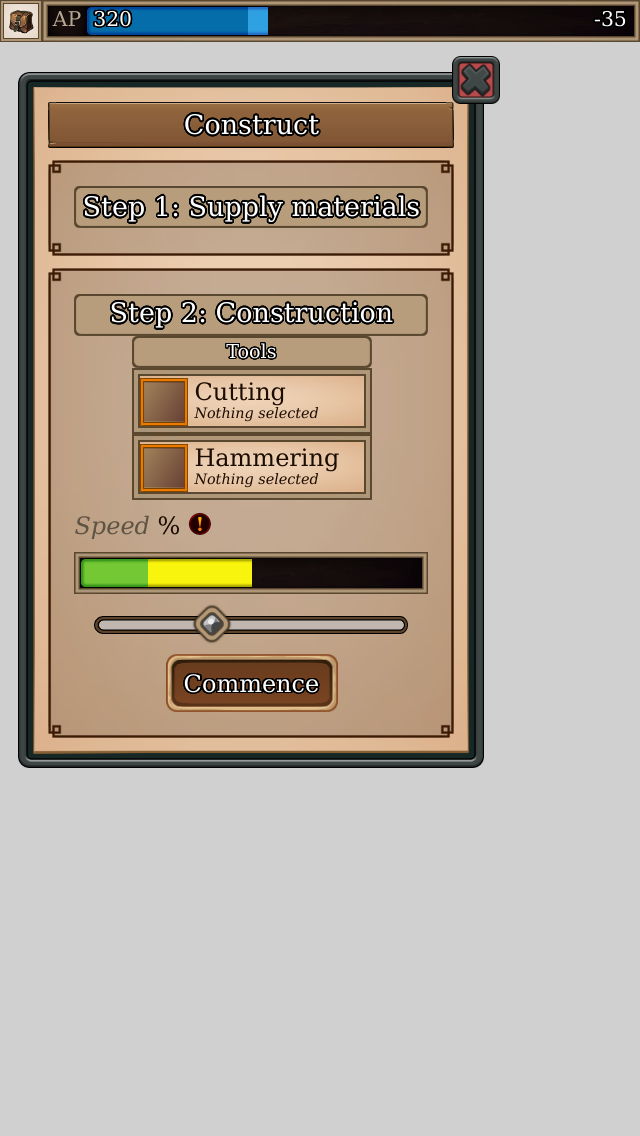 AP 320 -35
Construct
Step 1: Supply materials
Step 2: Construction
Tools
Cutting
Nothing selected
Hammering
Nothing selected
Speed %
Commence